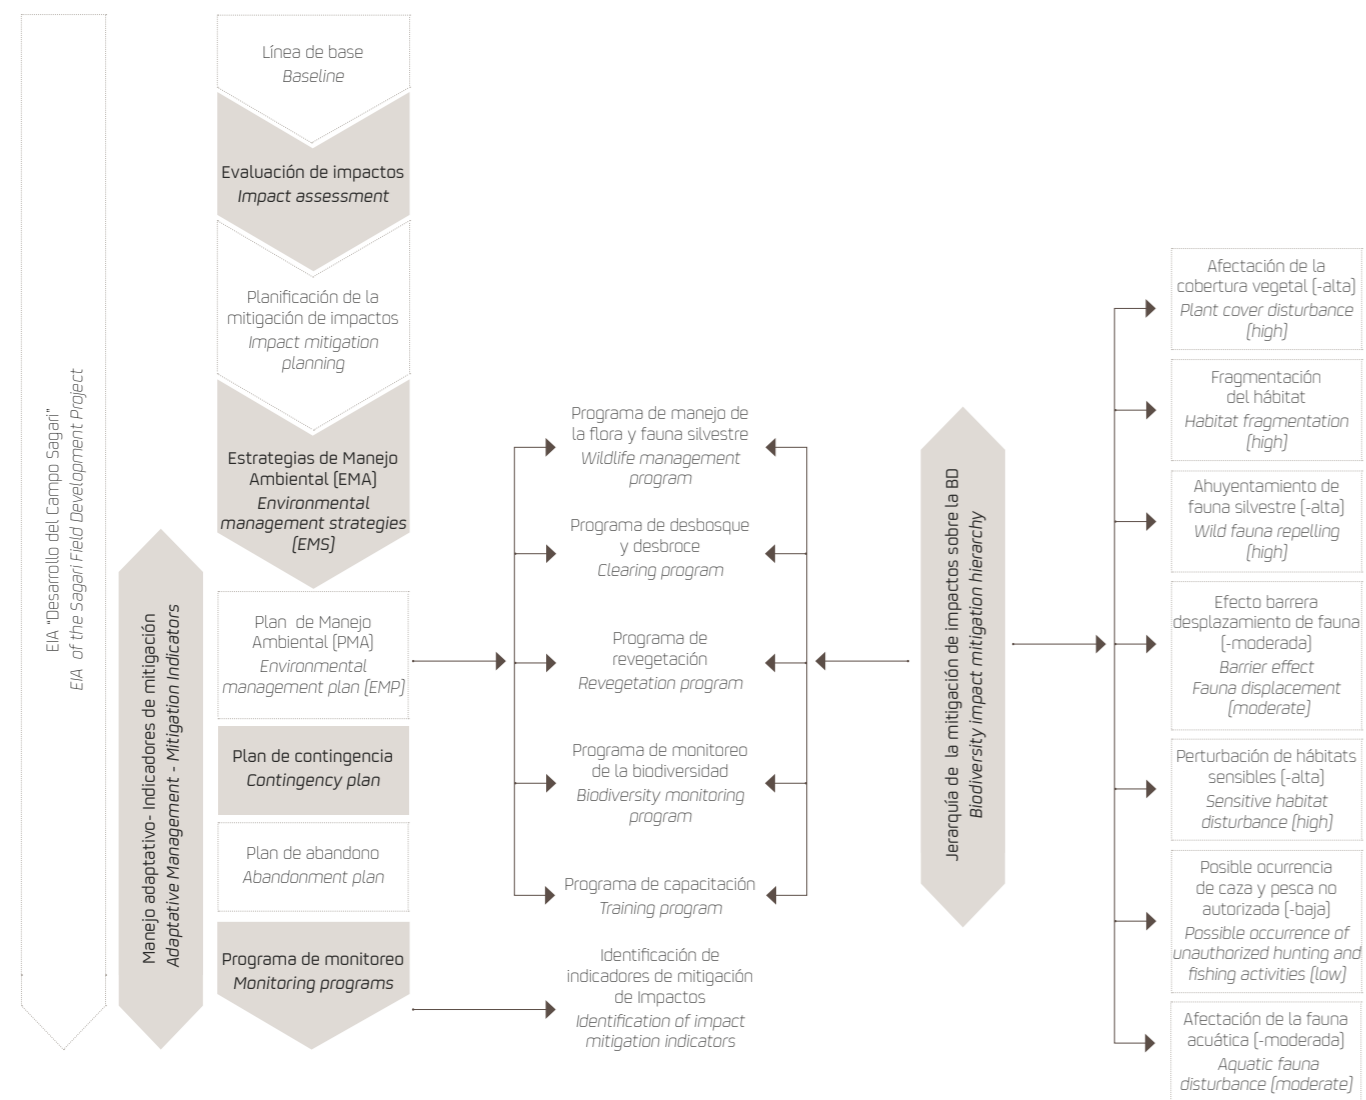 EIA "Desarrollo del Campo Sagari"
EIA of the Sagari Field Development Project
Manejo adaptativo- Indicadores de mitigación
Adaptative Management - Mitigation Indicators
Línea de base
Baseline
Evaluación de impactos
Impact assessment
Planificación de la
mitigación de impactos
Impact mitigation
planning
Estrategias de Manejo
Ambiental (EMA)
Environmental
management strategies
(EMS)
Plan de Manejo
Ambiental (PMA)
Environmental
management plan (EMP)
Plan de contingencia
Contingency plan
Plan de abandono
Abandonment plan
Programa de monitoreo
Monitoring programs
Programa de manejo de
la flora y fauna silvestre
Wildlife management
program
Programa de desbosque
y desbroce
Clearing program
Programa de
revegetación
Revegetation program
Programa de monitoreo
de la biodiversidad
Biodiversity monitoring
program
Programa de capacitación
Training program
Identificación de
indicadores de mitigación
de Impactos
Identification of impact
mitigation indicators
Jerarquía de la mitigación de impactos sobre la BD
Biodiversity impact mitigation hierarchy
Afectación de la
cobertura vegetal (-alta)
Plant cover disturbance
(high)
Fragmentación
del hábitat
Habitat fragmentation
(high)
Ahuyentamiento de
fauna silvestre (-alta)
Wild fauna repelling
(high)
Efecto barrera
desplazamiento de fauna
(-moderada)
Barrier effect
Fauna displacement
(moderate)
Perturbación de hábitats
sensibles (-alta)
Sensitive habitat
disturbance (high)
Posible ocurrencia
de caza y pesca no
autorizada (-baja)
Possible occurrence of
unauthorized hunting and
fishing activities (low)
Afectación de la fauna
acuática (-moderada)
Aquatic fauna
disturbance (moderate)